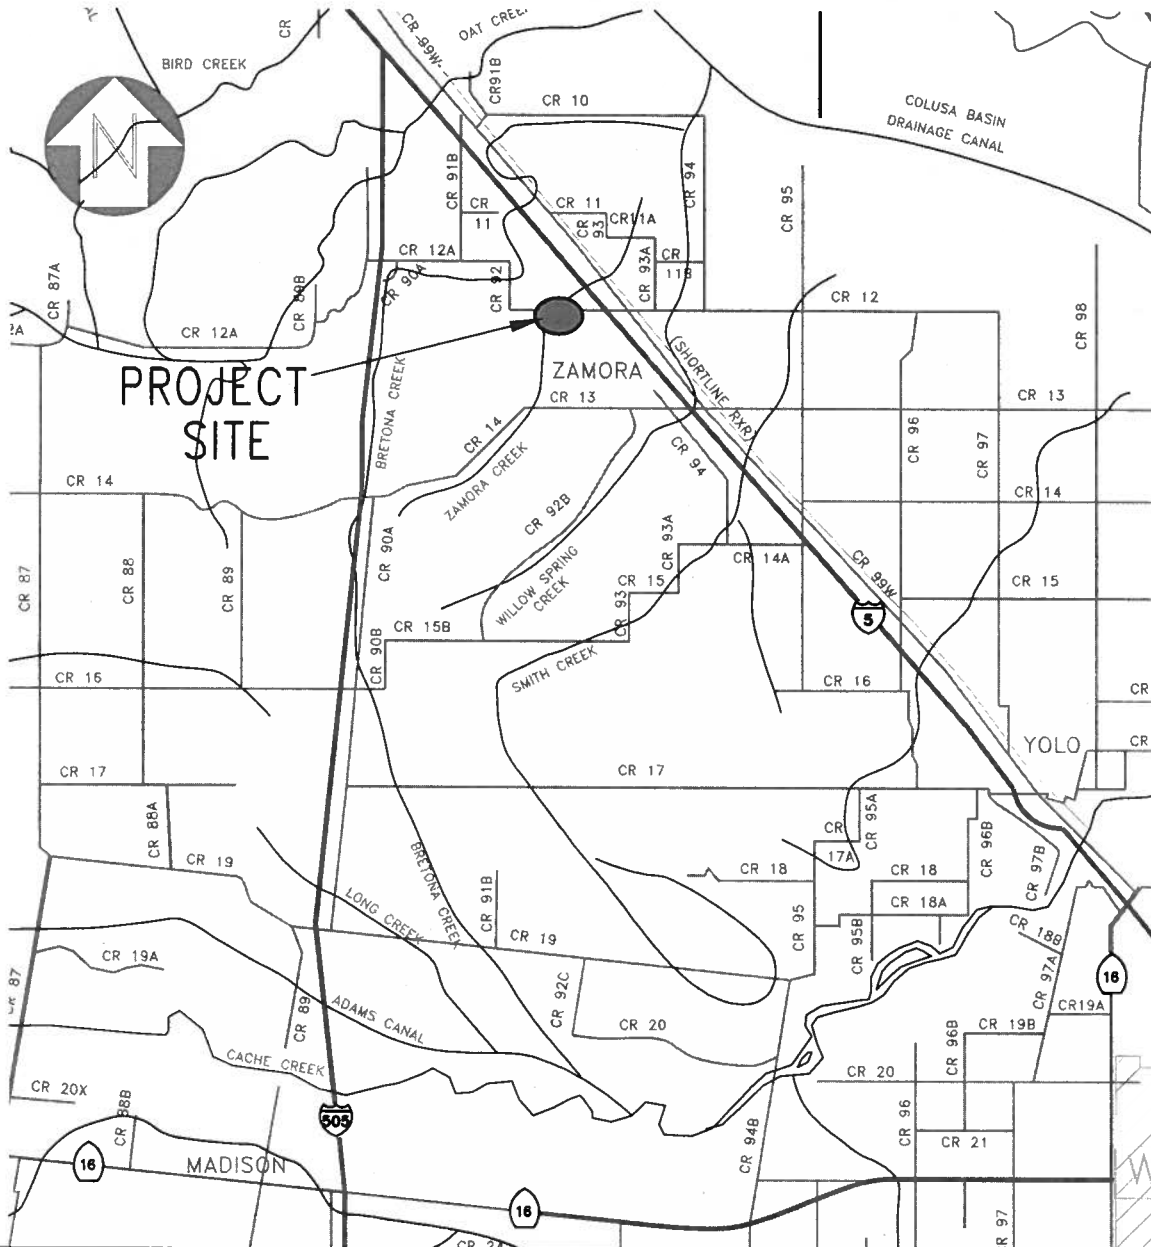 CR 99W
OAT CREEK
CR
BIRD CREEK
CR91B
CR 10
COLUSA BASIN
DRAINAGE CANAL
N
CR 91B
CR 94
CR 95
CR
11
CR 11
CR
93
CR11A
CR 12A
CR 93A
CR
11B
CR 87A
CR 89B
CR 90A
CR 92
CR 12
CR 98
2A
CR 12A
PROJECT
SITE
ZAMORA
(SHORTLINE RXR)
CR 13
CR 13
BRETONA CREEK
CR 14
CR 94
CR 96
CR 97
ZAMORA CREEK
CR 14
CR 14
CR 92B
CR 90A
CR 93A
CR 14A
CR 99W
CR 87
CR 88
CR 89
WILLOW SPRING
CREEK
CR 15
CR 15
CR 93
5
CR 15B
CR 90B
SMITH CREEK
CR 16
CR 16
CR
YOLO
CR
CR 17
CR 17
CR 88A
CR
17A
CR 95A
CR 96B
CR 97B
CR 19
BRETONA CREEK
CR 91B
CR 18
CR 18
CR 18A
LONG CREEK
CR 95
CR 95B
CR 18B
CR 19
CR 19A
CR 87
CR 89
CR 92C
CR 97A
16
ADAMS CANAL
CR19A
CR 20
CR 19B
CR 96B
CACHE CREEK
CR 20
CR 20X
CR 88B
505
CR 94B
CR 96
CR 21
16
MADISON
16
CR 97
W